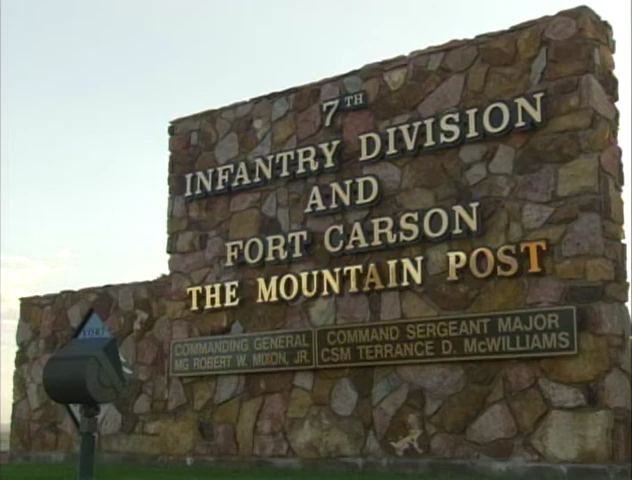 7TH
INFANTRY DIVISION
AND
FORT CARSON
THE MOUNTAIN POST
COMMANDING GENERAL
MG ROBERT W. MIXON, JR.
COMMAND SERGEANT MAJOR
CSM TERRANCE D. McWILLIAMS
FORT